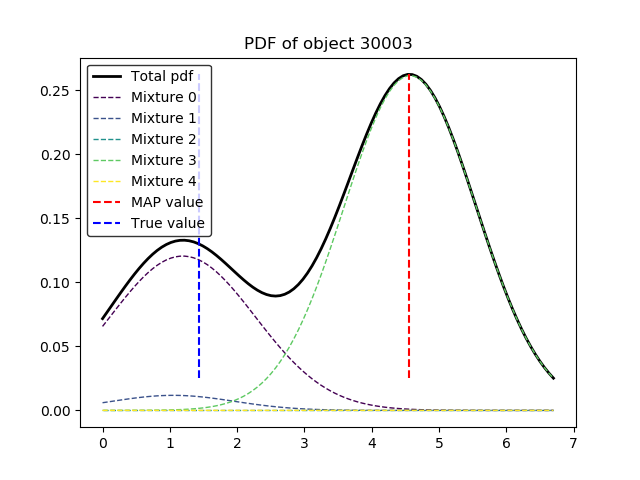 PDF of object 30003
Total pdf
Mixture 0
Mixture 1
Mixture 2
Mixture 3
Mixture 4
MAP value
True value
0.25
0.20
0.15
0.10
0.05
0.00
0 1 2 3 4 5 6 7